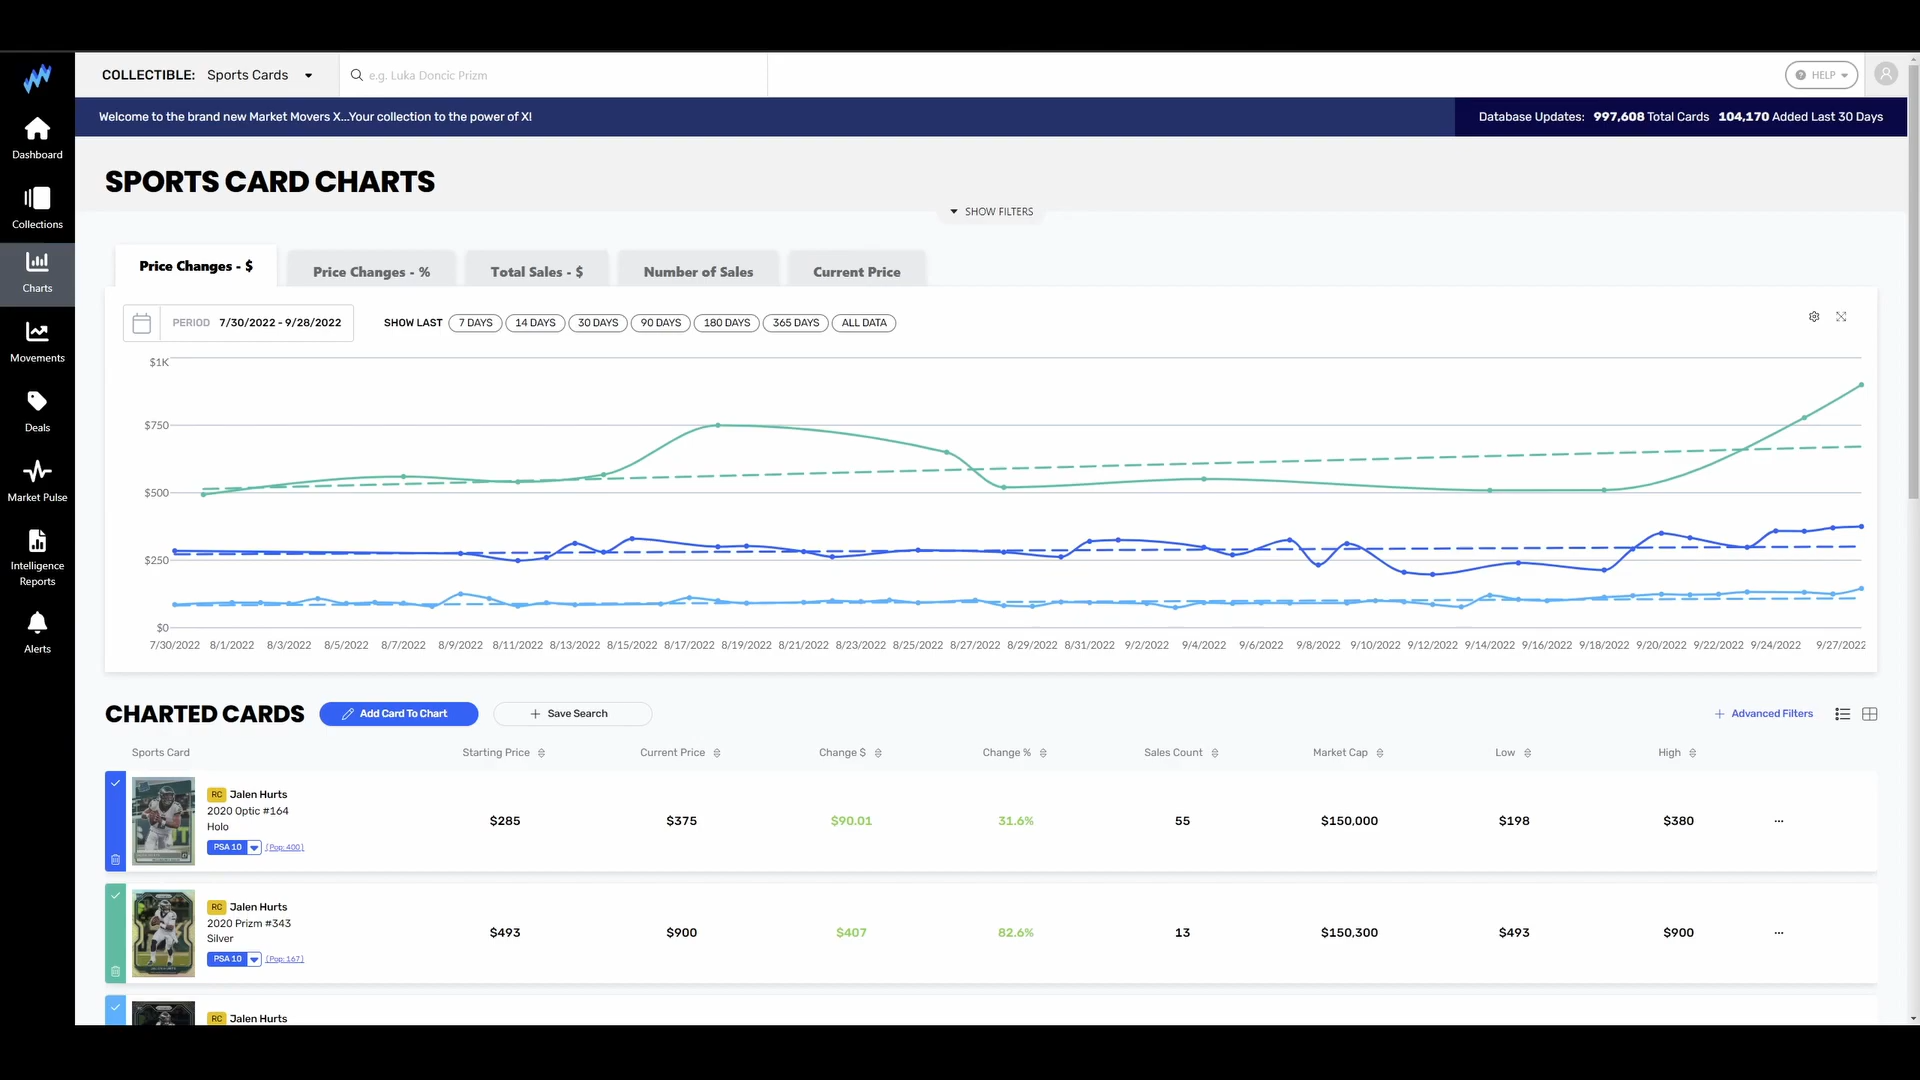 COLLECTIBLE: Sports Cards
e.g. Luka Doncic Prizm
HELP
Welcome to the brand new Market Movers X...Your collection to the power of X!
Database Updates: 997,608 Total Cards 104,170 Added Last 30 Days
Dashboard
Collections
Charts
Movements
Deals
Market Pulse
Intelligence
Reports
Alerts
SPORTS CARD CHARTS
SHOW FILTERS
Price Changes - $
Price Changes - %
Total Sales - $
Number of Sales
Current Price
PERIOD 7/30/2022 - 9/28/2022
SHOW LAST 7 DAYS 14 DAYS 30 DAYS 90 DAYS 180 DAYS 365 DAYS ALL DATA
$1K
$750
$500
$250
$0
7/30/2022 8/1/2022 8/3/2022 8/5/2022 8/7/2022 8/9/2022 8/11/2022 8/13/2022 8/15/2022 8/17/2022 8/19/2022 8/21/2022 8/23/2022 8/25/2022 8/27/2022 8/29/2022 8/31/2022 9/2/2022 9/4/2022 9/6/2022 9/8/2022 9/10/2022 9/12/2022 9/14/2022 9/16/2022 9/18/2022 9/20/2022 9/22/2022 9/24/2022 9/27/2022
CHARTED CARDS
Add Card To Chart
+ Save Search
+ Advanced Filters
Sports Card Starting Price Current Price Change $ Change % Sales Count Market Cap Low High
RC Jalen Hurts
2020 Optic #164
Holo
PSA 10 (Pop: 400)
$285 $375 $90.01 31.6% 55 $150,000 $198 $380 ...
RC Jalen Hurts
2020 Prizm #343
Silver
PSA 10 (Pop: 167)
$493 $900 $407 82.6% 13 $150,300 $493 $900 ...
RC Jalen Hurts